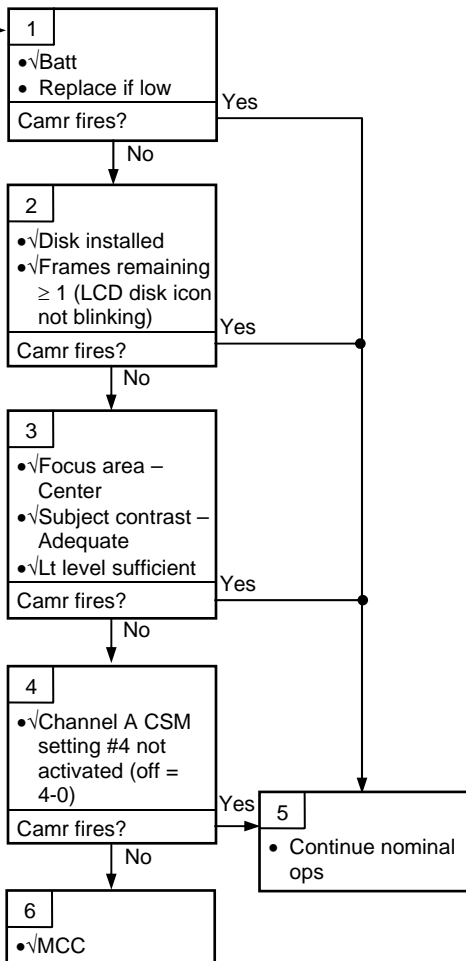 1
•√Batt
• Replace if low
Camr fires?
Yes
No
2
•√Disk installed
•√Frames remaining
≥ 1 (LCD disk icon
not blinking)
Camr fires?
Yes
No
3
•√Focus area –
Center
•√Subject contrast –
Adequate
•√Lt level sufficient
Camr fires?
Yes
No
4
•√Channel A CSM
setting #4 not
activated (off =
4-0)
Camr fires?
Yes
No
5
• Continue nominal
ops
6
•√MCC